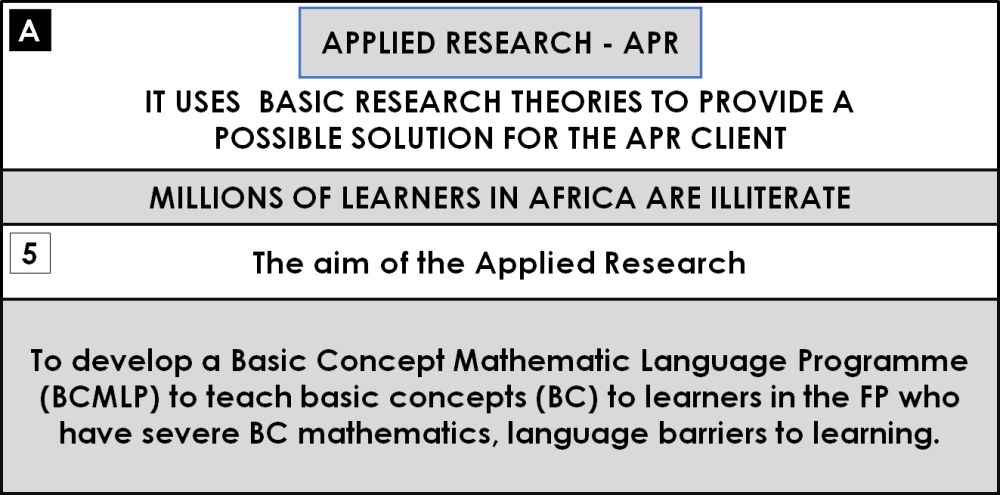 A
APPLIED RESEARCH - APR
IT USES BASIC RESEARCH THEORIES TO PROVIDE A
POSSIBLE SOLUTION FOR THE APR CLIENT
MILLIONS OF LEARNERS IN AFRICA ARE ILLITERATE
5
The aim of the Applied Research
To develop a Basic Concept Mathematic Language Programme
(BCMLP) to teach basic concepts (BC) to learners in the FP who
have severe BC mathematics, language barriers to learning.